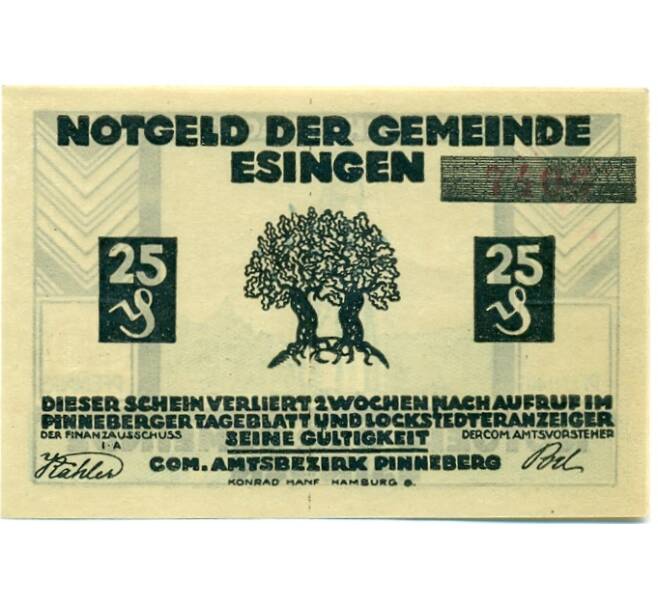 NOTGELD DER GEMEINDE
ESINGEN
25 25
DIESER SCHEIN VERLIERT 2 WOCHEN NACH AUFRUF IM
PINNEBERGER TAGEBLATT UND LOCKSTEDTER ANZEIGER
DER FINANZAUSSCHUSS SEINE GÜLTIGKEIT DER COM. AMTSVORSTEHER
I·A
Kähler COM. AMTSBEZIRK PINNEBERG
KONRAD HANF HAMBURG 8.